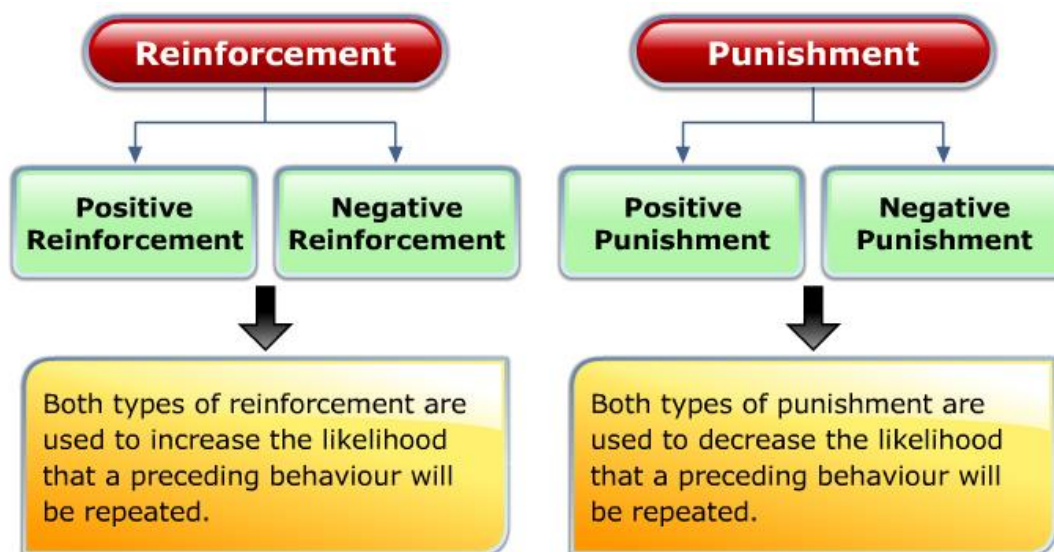 Reinforcement
Positive
Reinforcement
Negative
Reinforcement
Both types of reinforcement are
used to increase the likelihood
that a preceding behaviour will
be repeated.
Punishment
Positive
Punishment
Negative
Punishment
Both types of punishment are
used to decrease the likelihood
that a preceding behaviour will
be repeated.